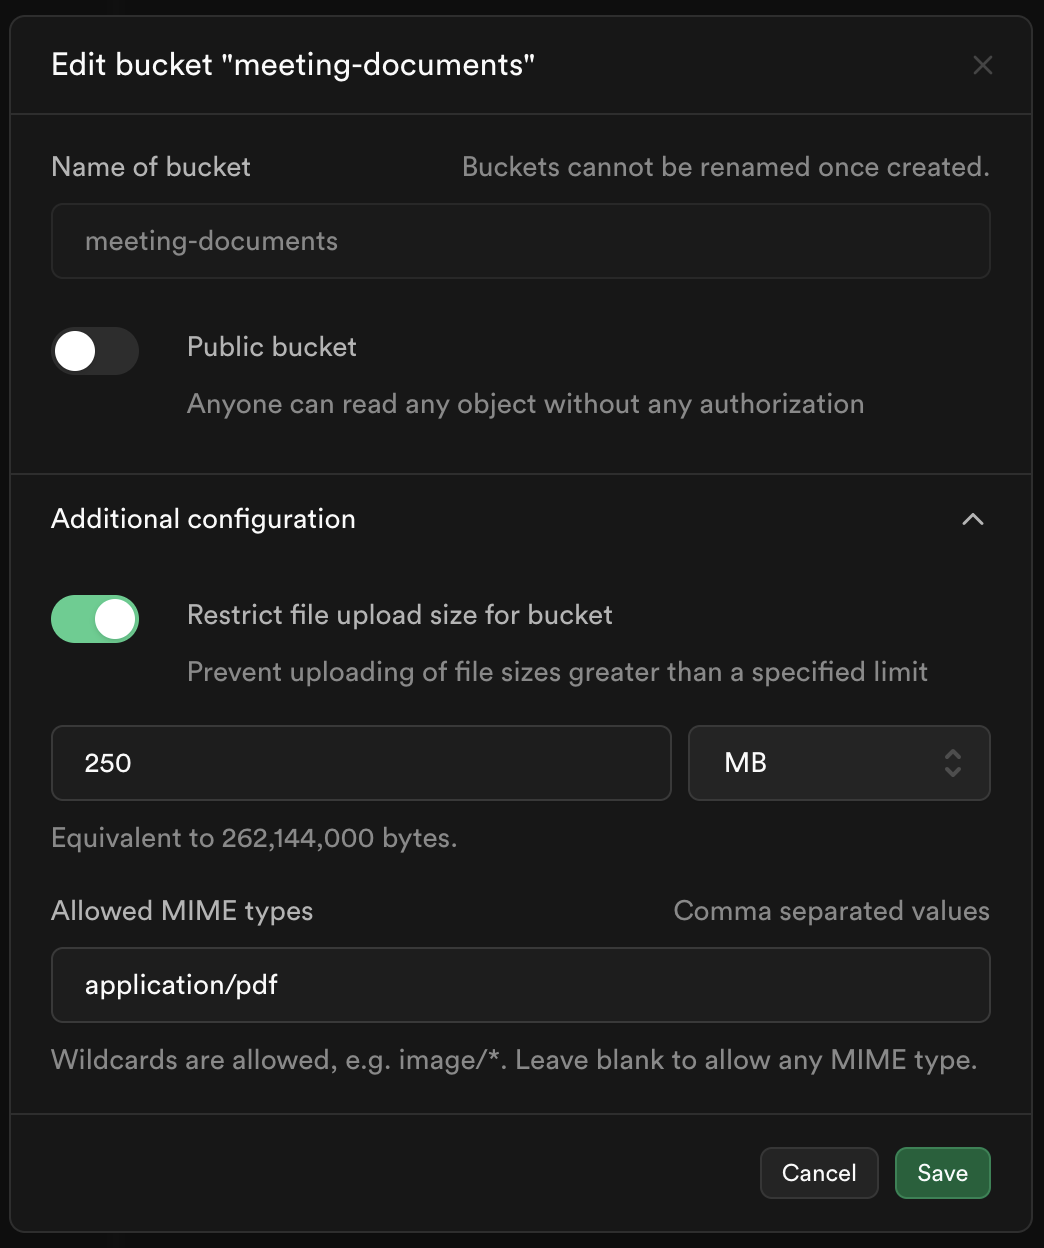 Edit bucket "meeting-documents"
Name of bucket
Buckets cannot be renamed once created.
meeting-documents
Public bucket
Anyone can read any object without any authorization
Additional configuration
Restrict file upload size for bucket
Prevent uploading of file sizes greater than a specified limit
250
MB
Equivalent to 262,144,000 bytes.
Allowed MIME types
Comma separated values
application/pdf
Wildcards are allowed, e.g. image/*. Leave blank to allow any MIME type.
Cancel
Save